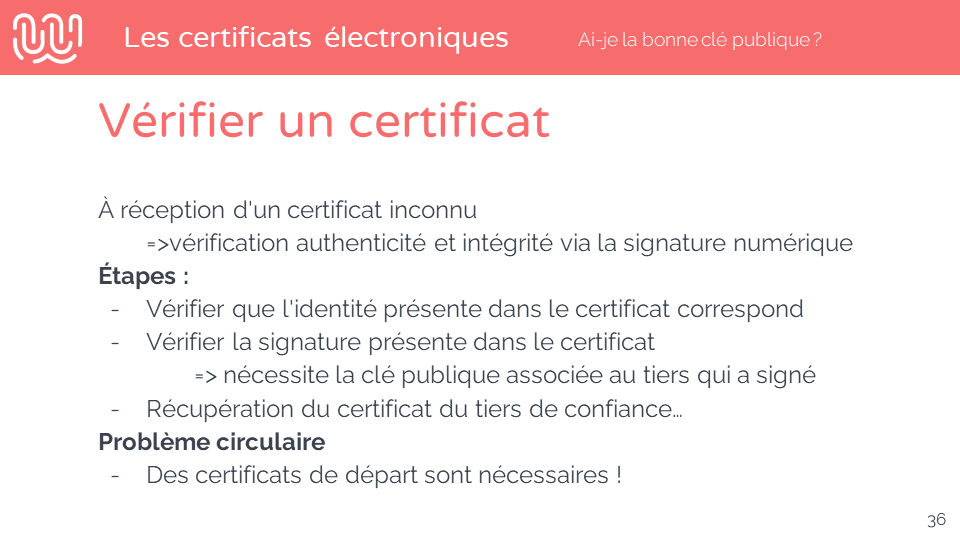 Les certificats électroniques
Ai-je la bonne clé publique ?
Vérifier un certificat
À réception d'un certificat inconnu
=>vérification authenticité et intégrité via la signature numérique
Étapes :
- Vérifier que l'identité présente dans le certificat correspond
- Vérifier la signature présente dans le certificat
=> nécessite la clé publique associée au tiers qui a signé
- Récupération du certificat du tiers de confiance…
Problème circulaire
- Des certificats de départ sont nécessaires !
36